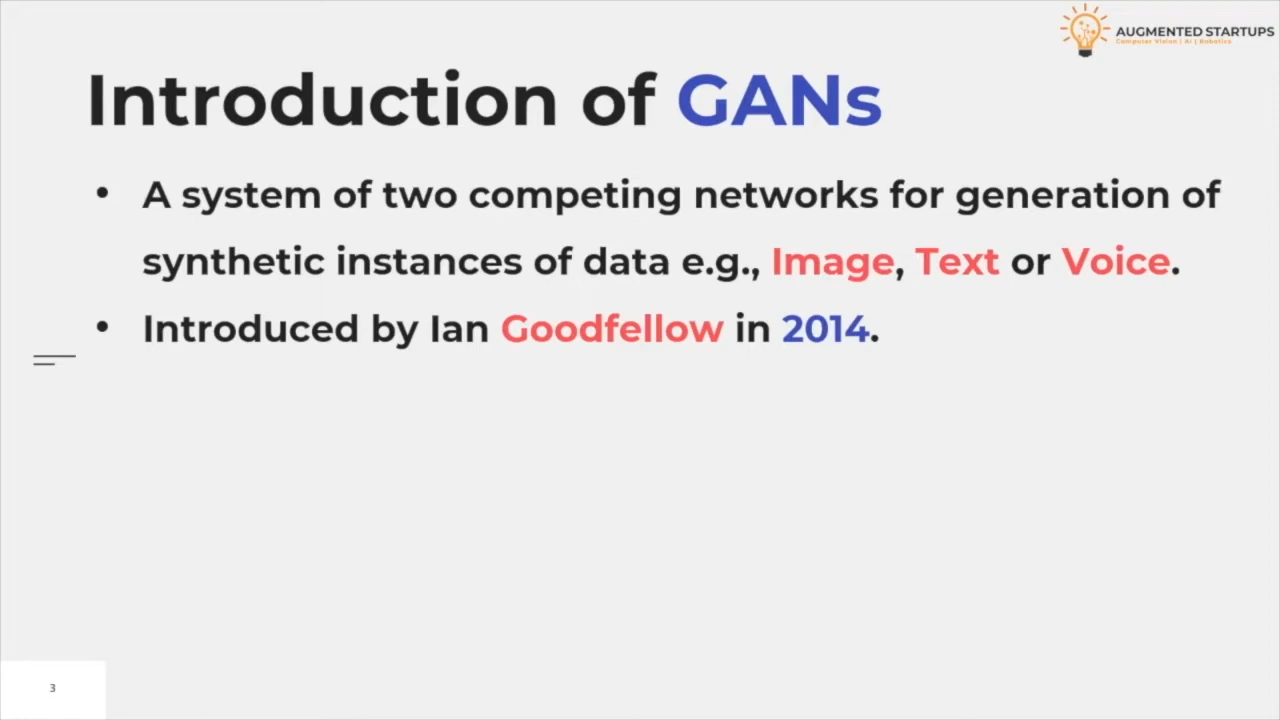 AUGMENTED STARTUPS
Computer Vision | AI | Robotics
Introduction of GANs
• A system of two competing networks for generation of
synthetic instances of data e.g., Image, Text or Voice.
• Introduced by Ian Goodfellow in 2014.
3